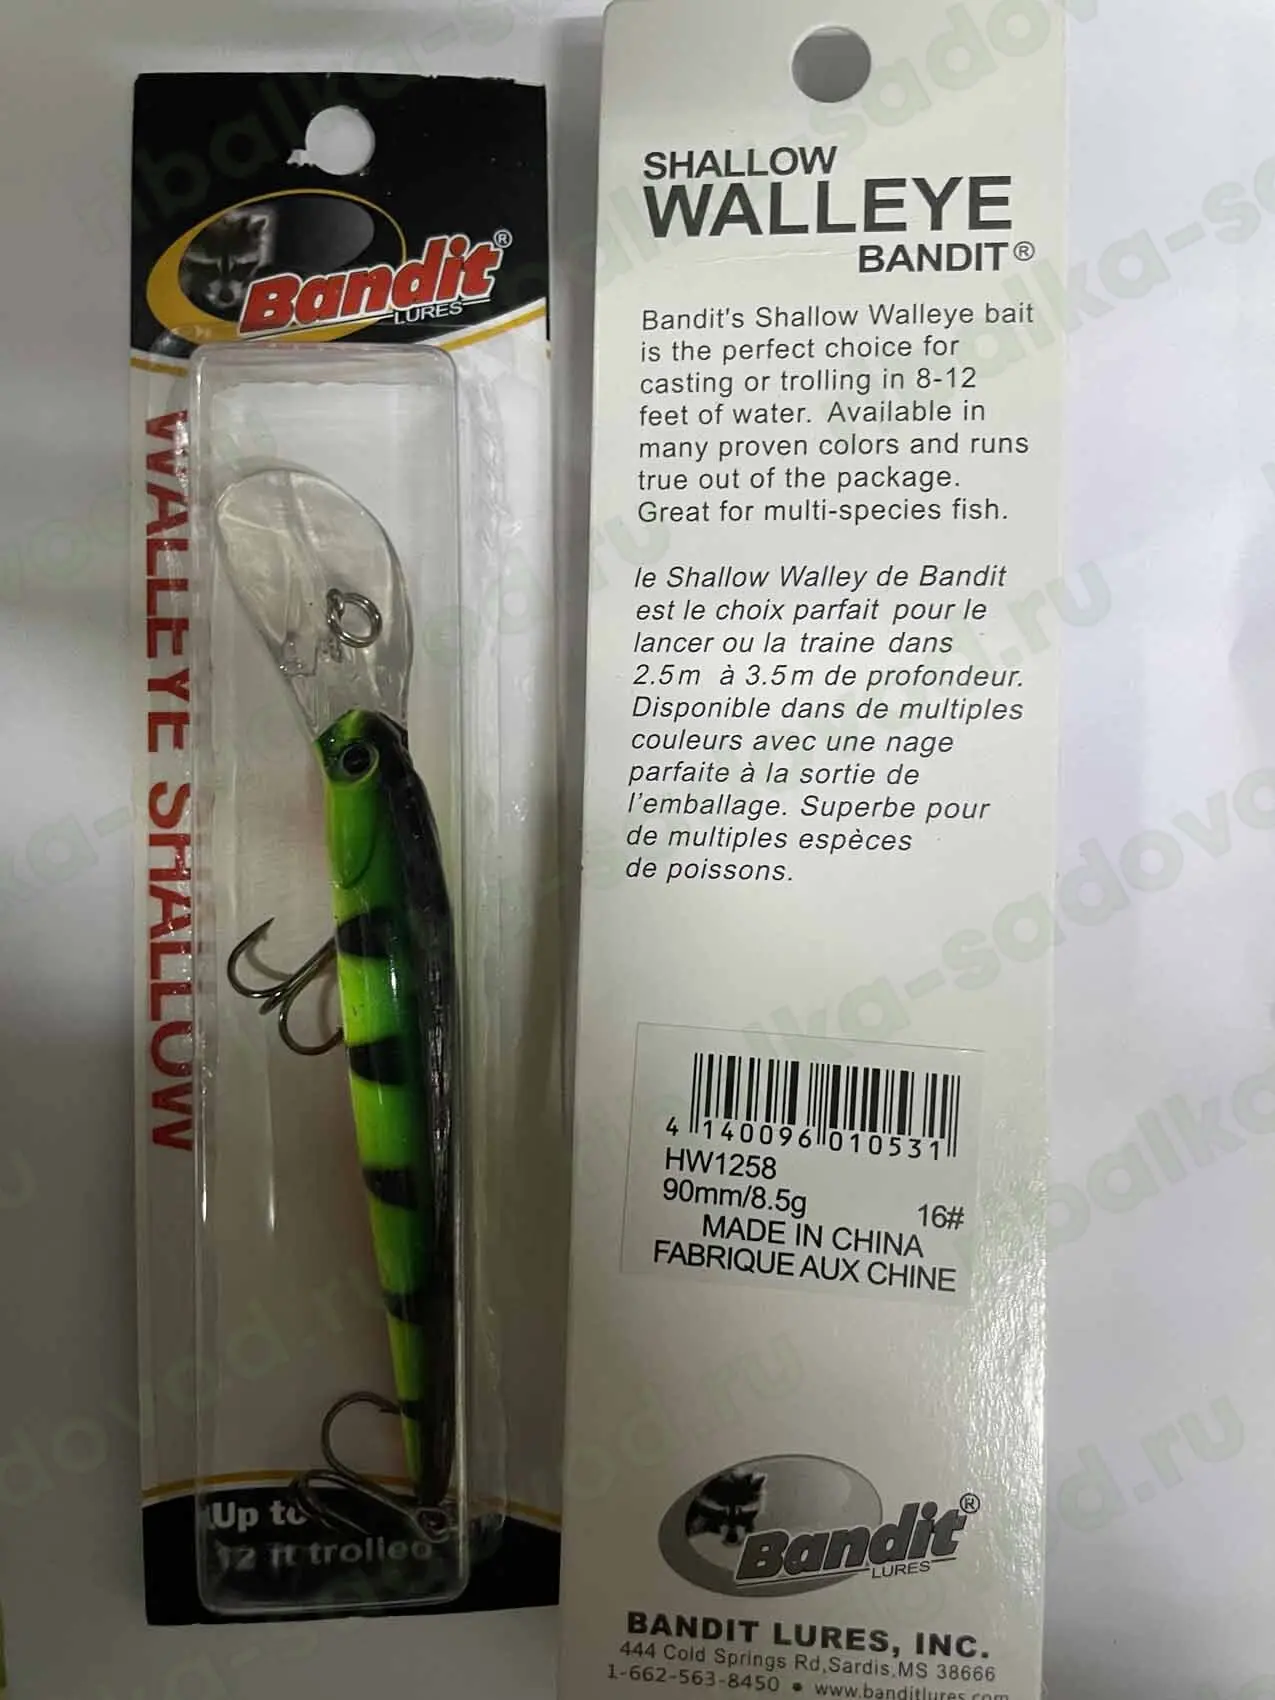 Bandit®
LURES
WALLEYE SHALLOW
Up to
12 ft trolled
SHALLOW
WALLEYE
BANDIT®
Bandit's Shallow Walleye bait
is the perfect choice for
casting or trolling in 8-12
feet of water. Available in
many proven colors and runs
true out of the package.
Great for multi-species fish.
le Shallow Walley de Bandit
est le choix parfait pour le
lancer ou la traine dans
2.5m à 3.5m de profondeur.
Disponible dans de multiples
couleurs avec une nage
parfaite à la sortie de
l'emballage. Superbe pour
de multiples espèces
de poissons.
4 140096 010531
HW1258
90mm/8.5g 16#
MADE IN CHINA
FABRIQUE AUX CHINE
Bandit®
LURES
BANDIT LURES, INC.
444 Cold Springs Rd,Sardis,MS 38666
1-662-563-8450 • www.banditlures.com
ribalka-sadovod.ru